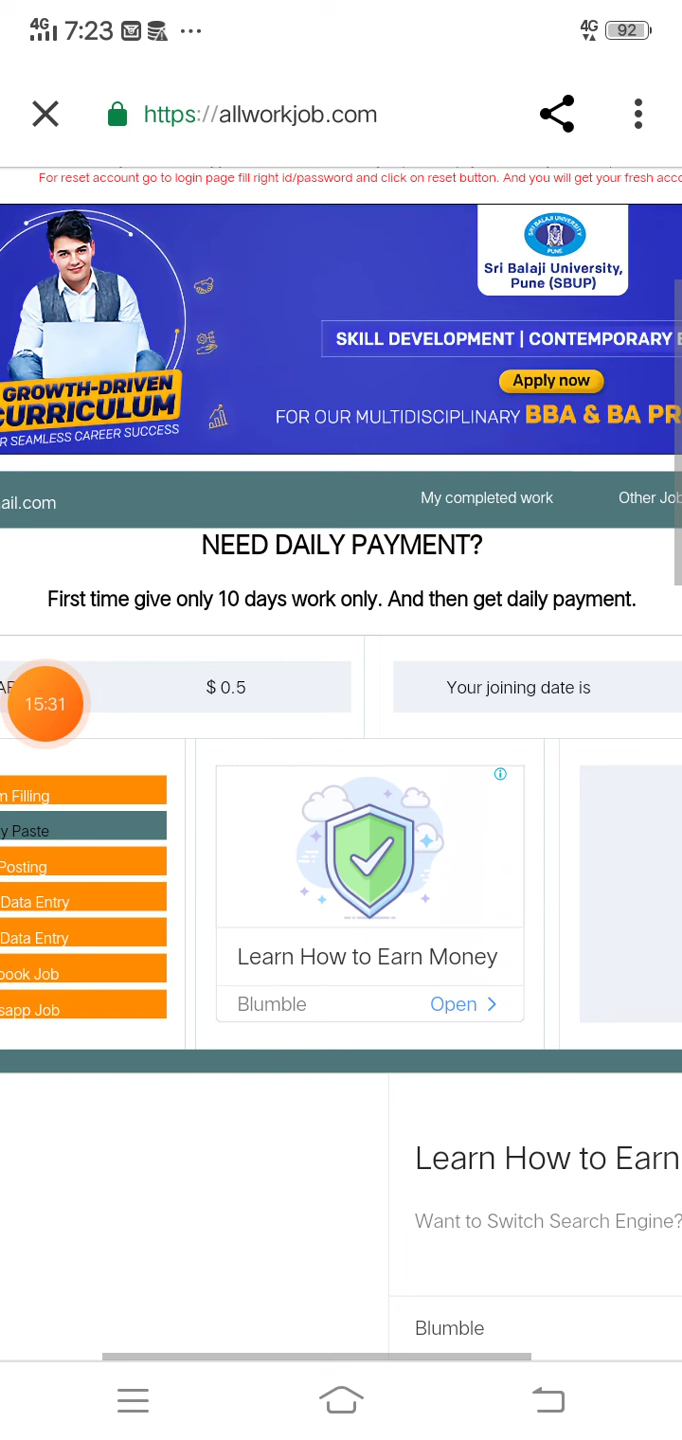 4G 7:23 ... 4G 92
https://allworkjob.com
For reset account go to login page fill right id/password and click on reset button. And you will get your fresh acco
SRI BALAJI UNIVERSITY
PUNE
Sri Balaji University,
Pune (SBUP)
SKILL DEVELOPMENT | CONTEMPORARY E
GROWTH-DRIVEN
CURRICULUM
R SEAMLESS CAREER SUCCESS
Apply now
FOR OUR MULTIDISCIPLINARY BBA & BA PR
ail.com My completed work Other Job
NEED DAILY PAYMENT?
First time give only 10 days work only. And then get daily payment.
$ 0.5 Your joining date is
15:31
m Filling
y Paste
Posting
Data Entry
Data Entry
book Job
sapp Job
Learn How to Earn Money
Blumble Open >
Learn How to Earn
Want to Switch Search Engine?
Blumble